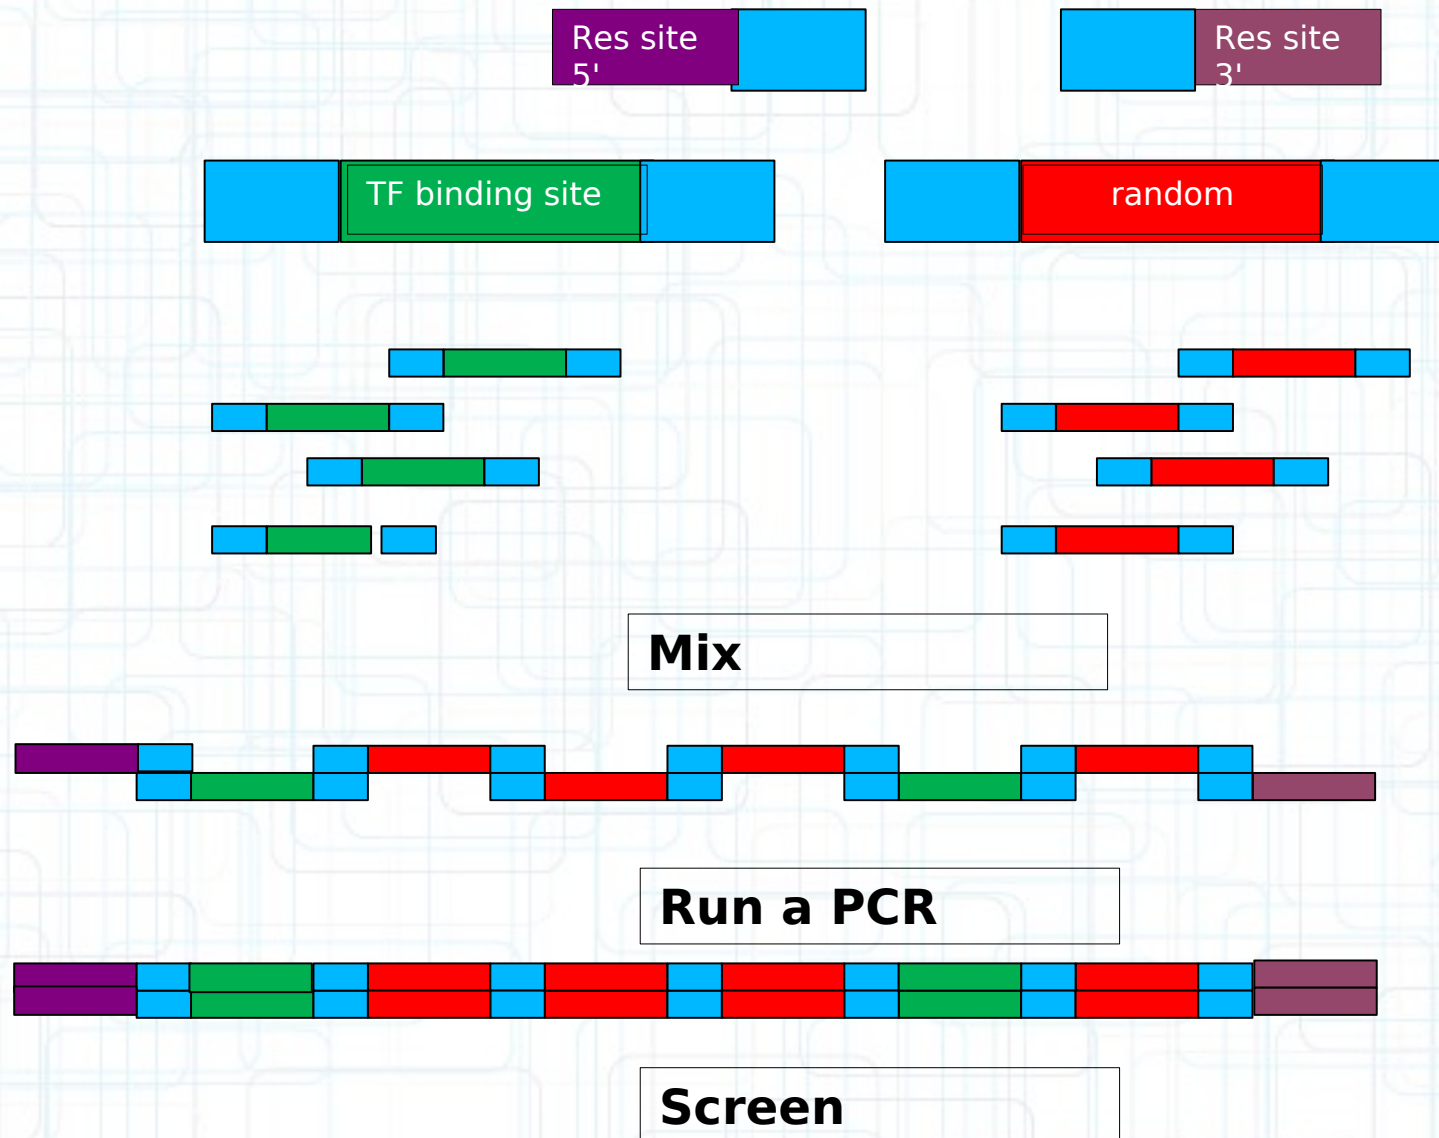 Res site
5'
Res site
3'
TF binding site
random
Mix
Run a PCR
Screen